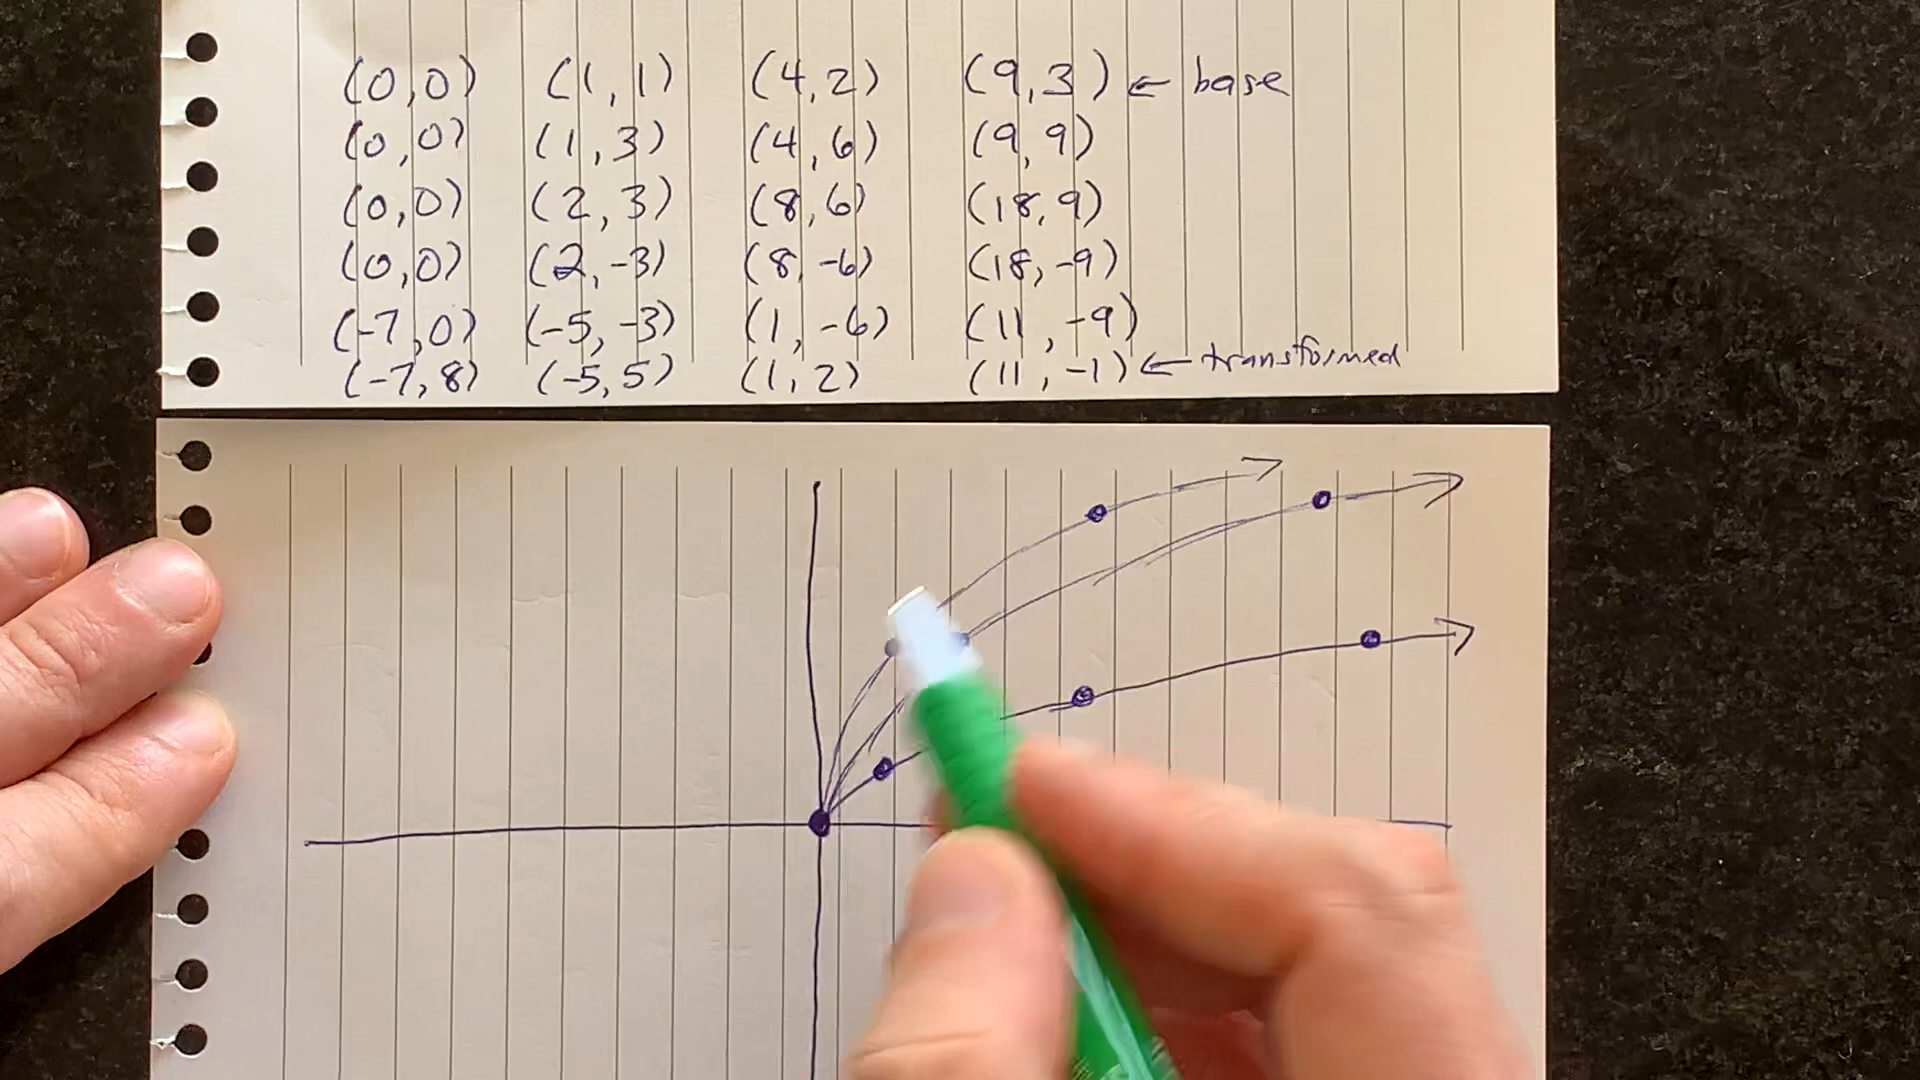 (0,0) (1,1) (4,2) (9,3) ← base
(0,0) (1,3) (4,6) (9,9)
(0,0) (2,3) (8,6) (18,9)
(0,0) (2,-3) (8,-6) (18,-9)
(-7,0) (-5,-3) (1,-6) (11,-9)
(-7,8) (-5,5) (1,2) (11,-1) ← transformed